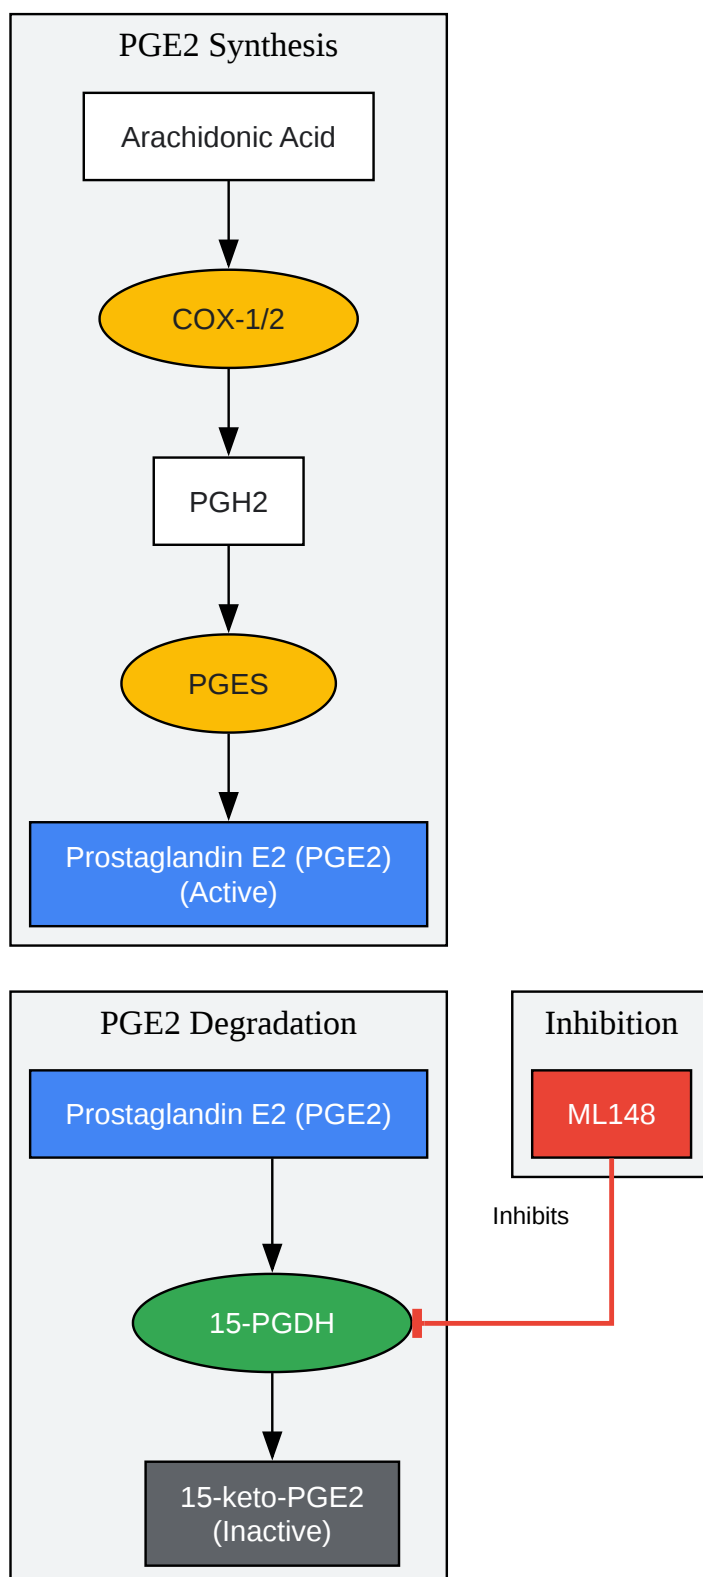 PGE2 Synthesis
Arachidonic Acid
COX-1/2
PGH2
PGES
Prostaglandin E2 (PGE2)
(Active)
PGE2 Degradation
Prostaglandin E2 (PGE2)
15-PGDH
15-keto-PGE2
(Inactive)
Inhibition
ML148
Inhibits